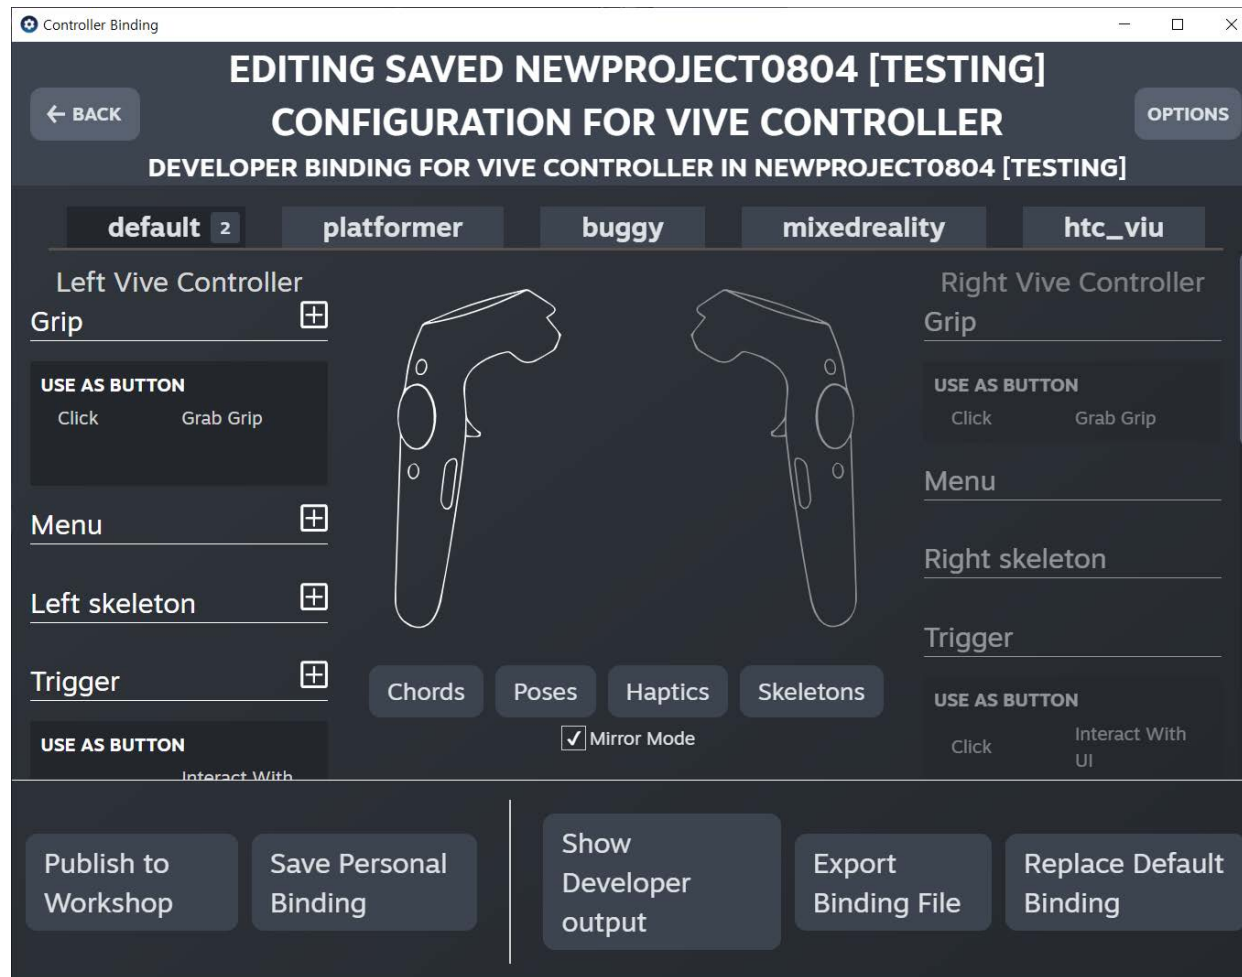 Controller Binding
EDITING SAVED NEWPROJECT0804 [TESTING]
CONFIGURATION FOR VIVE CONTROLLER
← BACK
OPTIONS
DEVELOPER BINDING FOR VIVE CONTROLLER IN NEWPROJECT0804 [TESTING]
default 2
platformer
buggy
mixedreality
htc_viu
Left Vive Controller
Grip
USE AS BUTTON
Click Grab Grip
Menu
Left skeleton
Trigger
USE AS BUTTON
Interact With
Chords
Poses
Haptics
Skeletons
Mirror Mode
Right Vive Controller
Grip
USE AS BUTTON
Click Grab Grip
Menu
Right skeleton
Trigger
USE AS BUTTON
Click Interact With
UI
Publish to
Workshop
Save Personal
Binding
Show
Developer
output
Export
Binding File
Replace Default
Binding